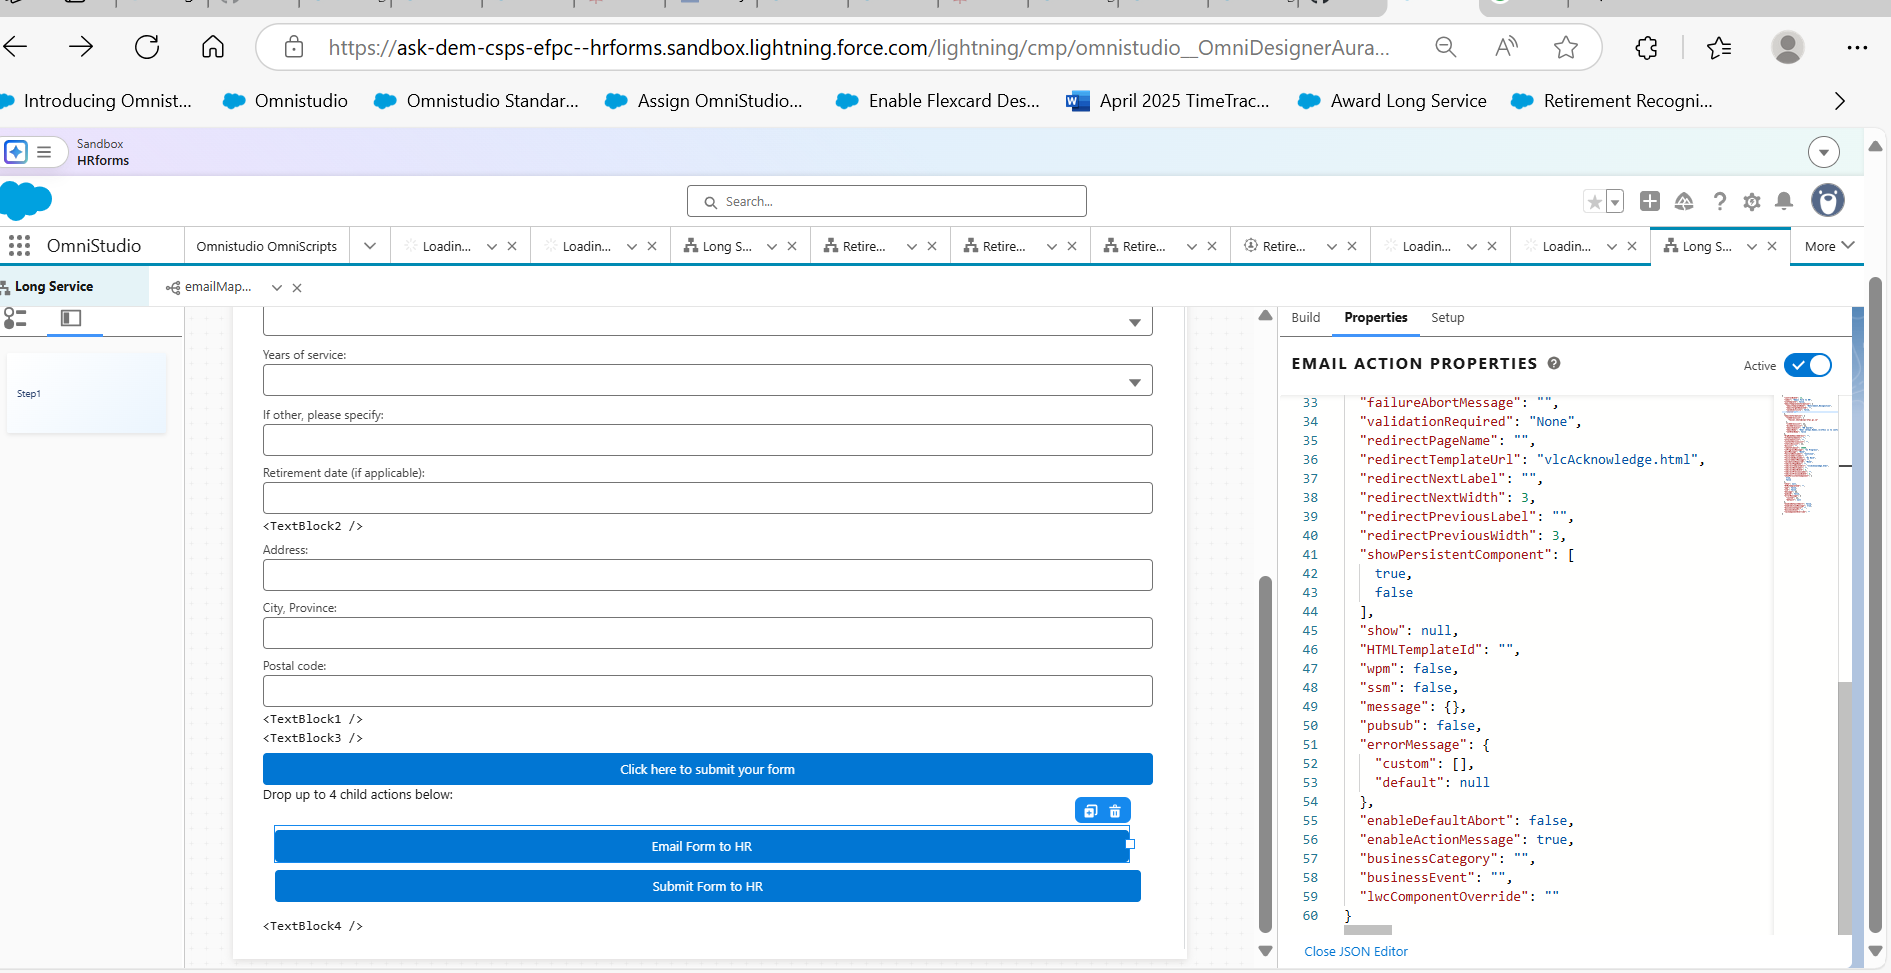 https://ask-dem-csps-efpc--hrforms.sandbox.lightning.force.com/lightning/cmp/omnistudio__OmniDesignerAura...
Introducing Omnist...
Omnistudio
Omnistudio Standar...
Assign OmniStudio...
Enable Flexcard Des...
April 2025 TimeTrac...
Award Long Service
Retirement Recogni...
Sandbox
HRforms
Search...
OmniStudio
Omnistudio OmniScripts
Loadin...
Loadin...
Long S...
Retire...
Retire...
Retire...
Retire...
Loadin...
Loadin...
Long S...
More
Long Service
emailMap...
Step1
Years of service:
If other, please specify:
Retirement date (if applicable):
<TextBlock2 />
Address:
City, Province:
Postal code:
<TextBlock1 />
<TextBlock3 />
Click here to submit your form
Drop up to 4 child actions below:
Email Form to HR
Submit Form to HR
<TextBlock4 />
Build
Properties
Setup
EMAIL ACTION PROPERTIES
Active
33 "failureAbortMessage": "",
34 "validationRequired": "None",
35 "redirectPageName": "",
36 "redirectTemplateUrl": "vlcAcknowledge.html",
37 "redirectNextLabel": "",
38 "redirectNextWidth": 3,
39 "redirectPreviousLabel": "",
40 "redirectPreviousWidth": 3,
41 "showPersistentComponent": [
42 true,
43 false
44 ],
45 "show": null,
46 "HTMLTemplateId": "",
47 "wpm": false,
48 "ssm": false,
49 "message": {},
50 "pubsub": false,
51 "errorMessage": {
52 "custom": [],
53 "default": null
54 },
55 "enableDefaultAbort": false,
56 "enableActionMessage": true,
57 "businessCategory": "",
58 "businessEvent": "",
59 "lwcComponentOverride": ""
60 }
Close JSON Editor